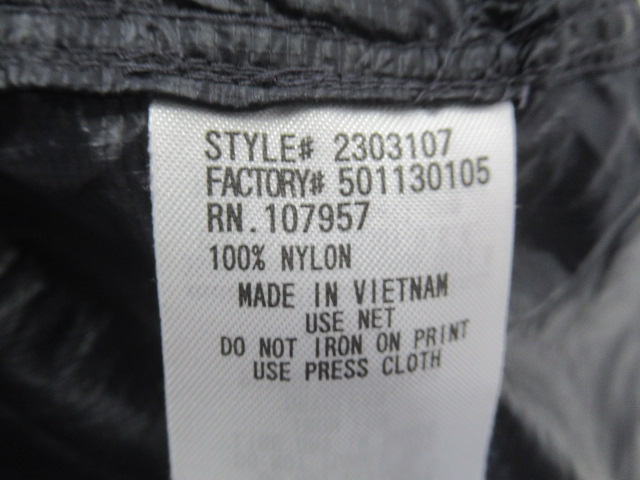 STYLE# 2303107
FACTORY# 501130105
RN.107957
100% NYLON
MADE IN VIETNAM
USE NET
DO NOT IRON ON PRINT
USE PRESS CLOTH